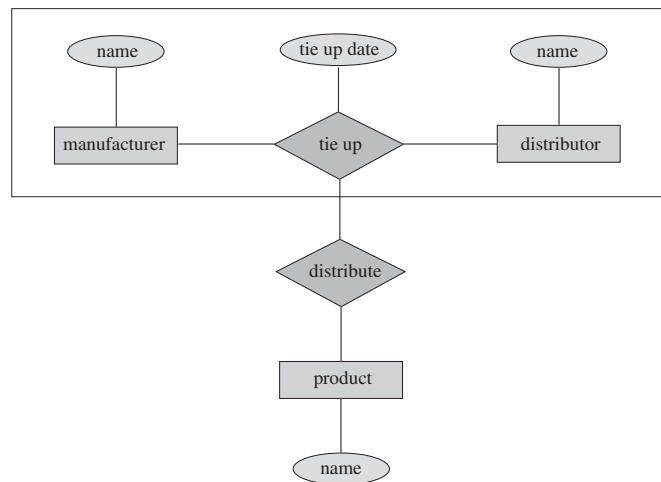 name
tie up date
name
manufacturer
tie up
distributor
distribute
product
name